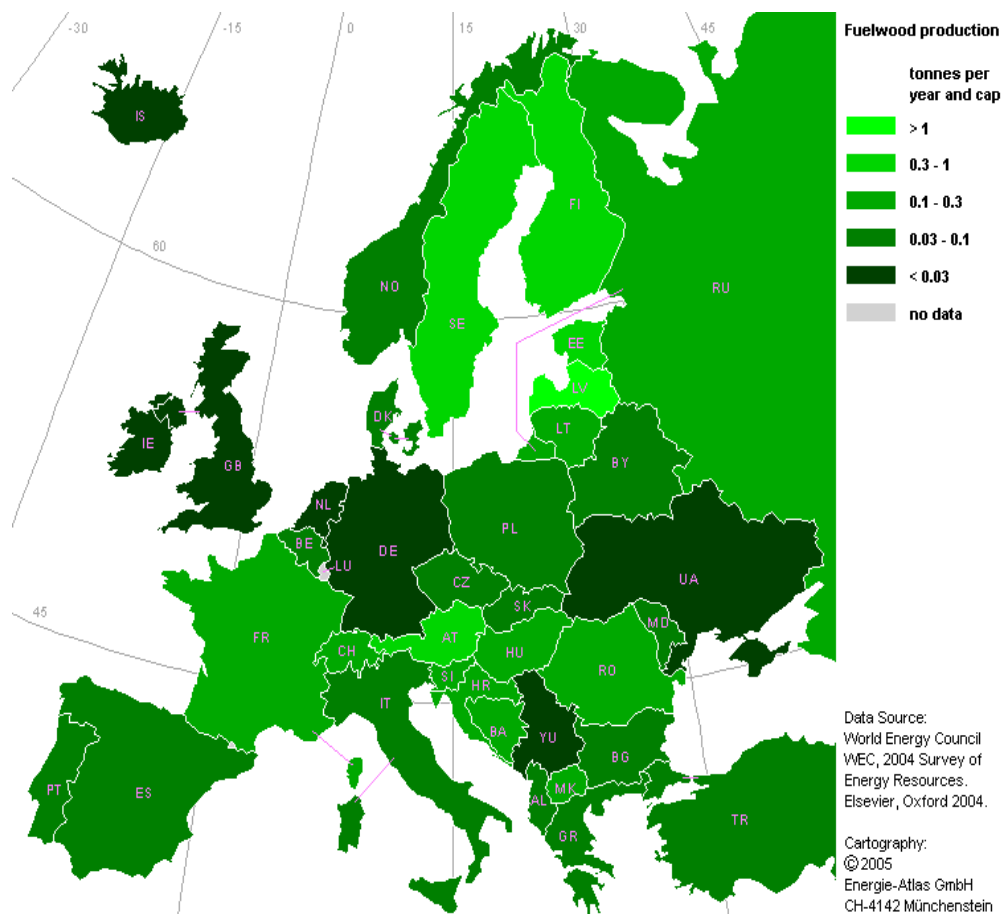 -30
-15
0
15
30
45
60
45
Fuelwood production
tonnes per
year and cap
> 1
0.3 - 1
0.1 - 0.3
0.03 - 0.1
< 0.03
no data
IS
NO
SE
FI
RU
EE
LV
LT
DK
IE
GB
BY
NL
BE
LU
DE
PL
CZ
SK
UA
MD
FR
CH
AT
HU
RO
SI
HR
IT
BA
YU
BG
MK
AL
GR
PT
ES
TR
Data Source:
World Energy Council
WEC, 2004 Survey of
Energy Resources.
Elsevier, Oxford 2004.
Cartography:
© 2005
Energie-Atlas GmbH
CH-4142 Münchenstein